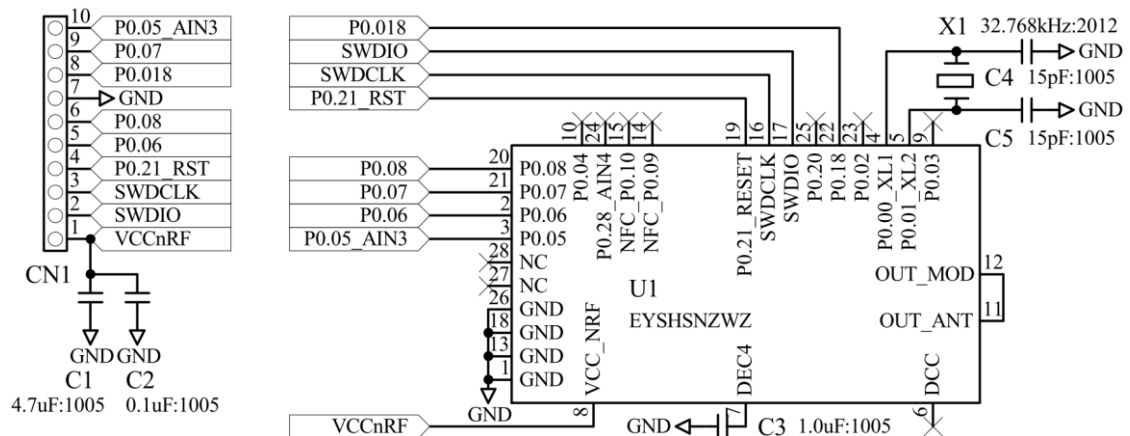 10 P0.05_AIN3
9 P0.07
8 P0.018
7 GND
6 P0.08
5 P0.06
4 P0.21_RST
3 SWDCLK
2 SWDIO
1 VCCnRF
CN1
GND GND
C1 C2
4.7uF:1005 0.1uF:1005
P0.018
SWDIO
SWDCLK
P0.21_RST
X1 32.768kHz:2012
GND
C4 15pF:1005
GND
C5 15pF:1005
10 24 15 14 19 16 17 25 22 23 4 5 9
P0.04
P0.28_AIN4
NFC_P0.10
NFC_P0.09
P0.21_RESET
SWDCLK
SWDIO
P0.20
P0.18
P0.02
P0.00_XL1
P0.01_XL2
P0.03
P0.08 20 P0.08
P0.07 21 P0.07
P0.06 2 P0.06
P0.05_AIN3 3 P0.05
28 NC
27 NC
26 GND
18 GND
13 GND
1 GND
GND
U1
EYSHSNZWZ
OUT_MOD 12
OUT_ANT 11
VCC_NRF
DEC4
DCC
8 7 6
VCCnRF
GND C3 1.0uF:1005